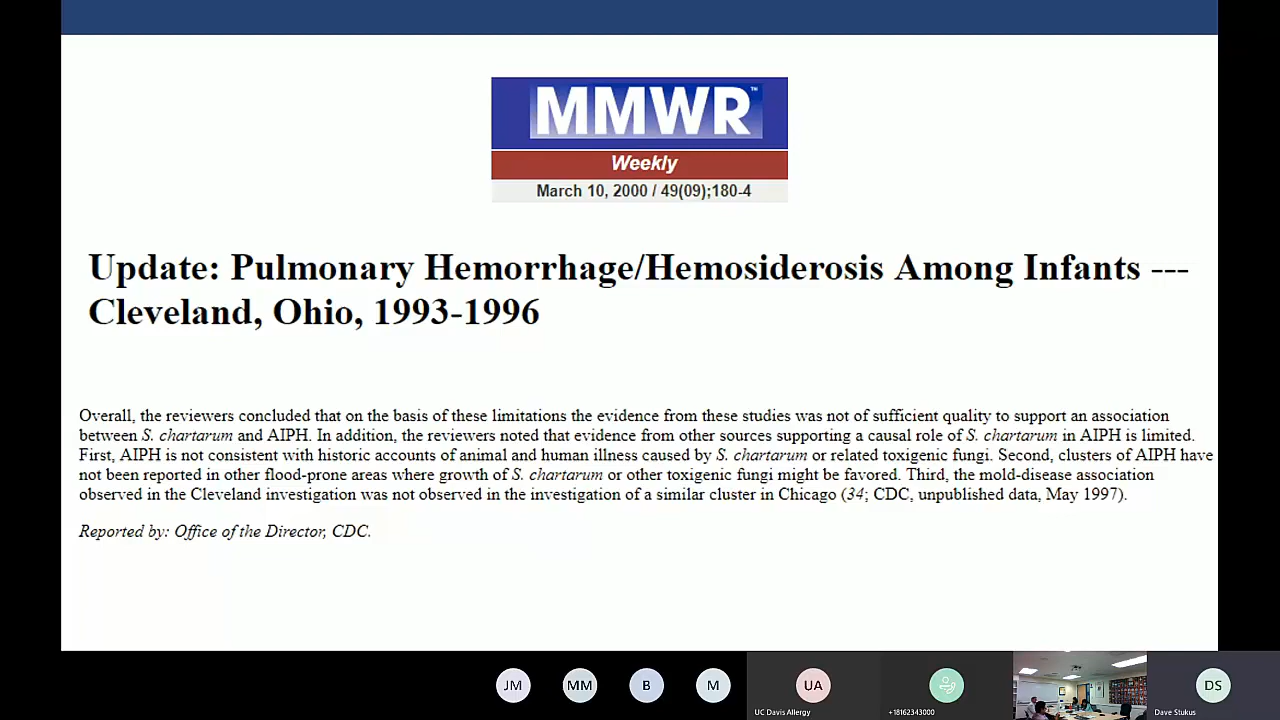 MMWR™
Weekly
March 10, 2000 / 49(09);180-4
Update: Pulmonary Hemorrhage/Hemosiderosis Among Infants ---
Cleveland, Ohio, 1993-1996
Overall, the reviewers concluded that on the basis of these limitations the evidence from these studies was not of sufficient quality to support an association
between S. chartarum and AIPH. In addition, the reviewers noted that evidence from other sources supporting a causal role of S. chartarum in AIPH is limited.
First, AIPH is not consistent with historic accounts of animal and human illness caused by S. chartarum or related toxigenic fungi. Second, clusters of AIPH have
not been reported in other flood-prone areas where growth of S. chartarum or other toxigenic fungi might be favored. Third, the mold-disease association
observed in the Cleveland investigation was not observed in the investigation of a similar cluster in Chicago (34; CDC, unpublished data, May 1997).
Reported by: Office of the Director, CDC.
JM MM B M UA DS
UC Davis Allergy +18162343000 Dave Stukus